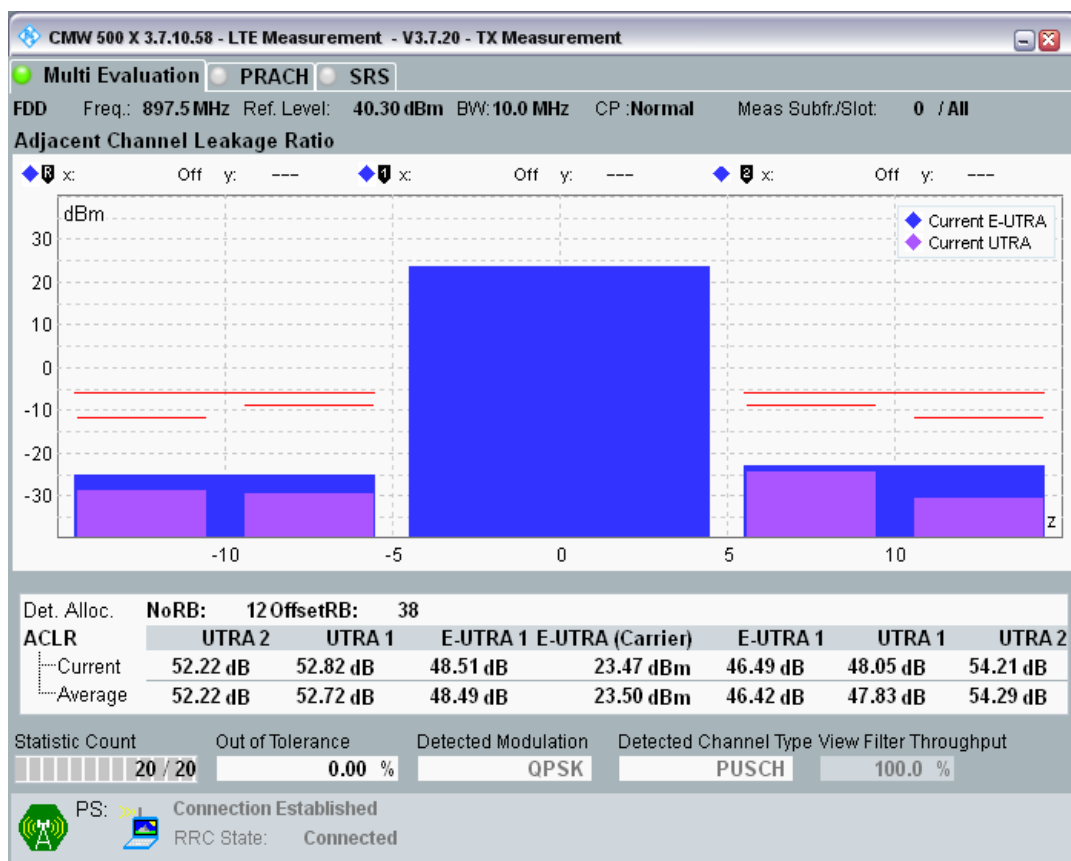 CMW 500 X 3.7.10.58 - LTE Measurement - V3.7.20 - TX Measurement
Multi Evaluation PRACH SRS
FDD Freq.: 897.5 MHz Ref. Level: 40.30 dBm BW: 10.0 MHz CP :Normal Meas Subfr./Slot: 0 / All
Adjacent Channel Leakage Ratio
R x: Off y: --- 1 x: Off y: --- 2 x: Off y: ---
dBm
Current E-UTRA
Current UTRA
30
20
10
0
-10
-20
-30
z
-10 -5 0 5 10
Det. Alloc. NoRB: 12 OffsetRB: 38
ACLR UTRA 2 UTRA 1 E-UTRA 1 E-UTRA (Carrier) E-UTRA 1 UTRA 1 UTRA 2
Current 52.22 dB 52.82 dB 48.51 dB 23.47 dBm 46.49 dB 48.05 dB 54.21 dB
Average 52.22 dB 52.72 dB 48.49 dB 23.50 dBm 46.42 dB 47.83 dB 54.29 dB
Statistic Count Out of Tolerance Detected Modulation Detected Channel Type View Filter Throughput
20 / 20 0.00 % QPSK PUSCH 100.0 %
PS: Connection Established
RRC State: Connected